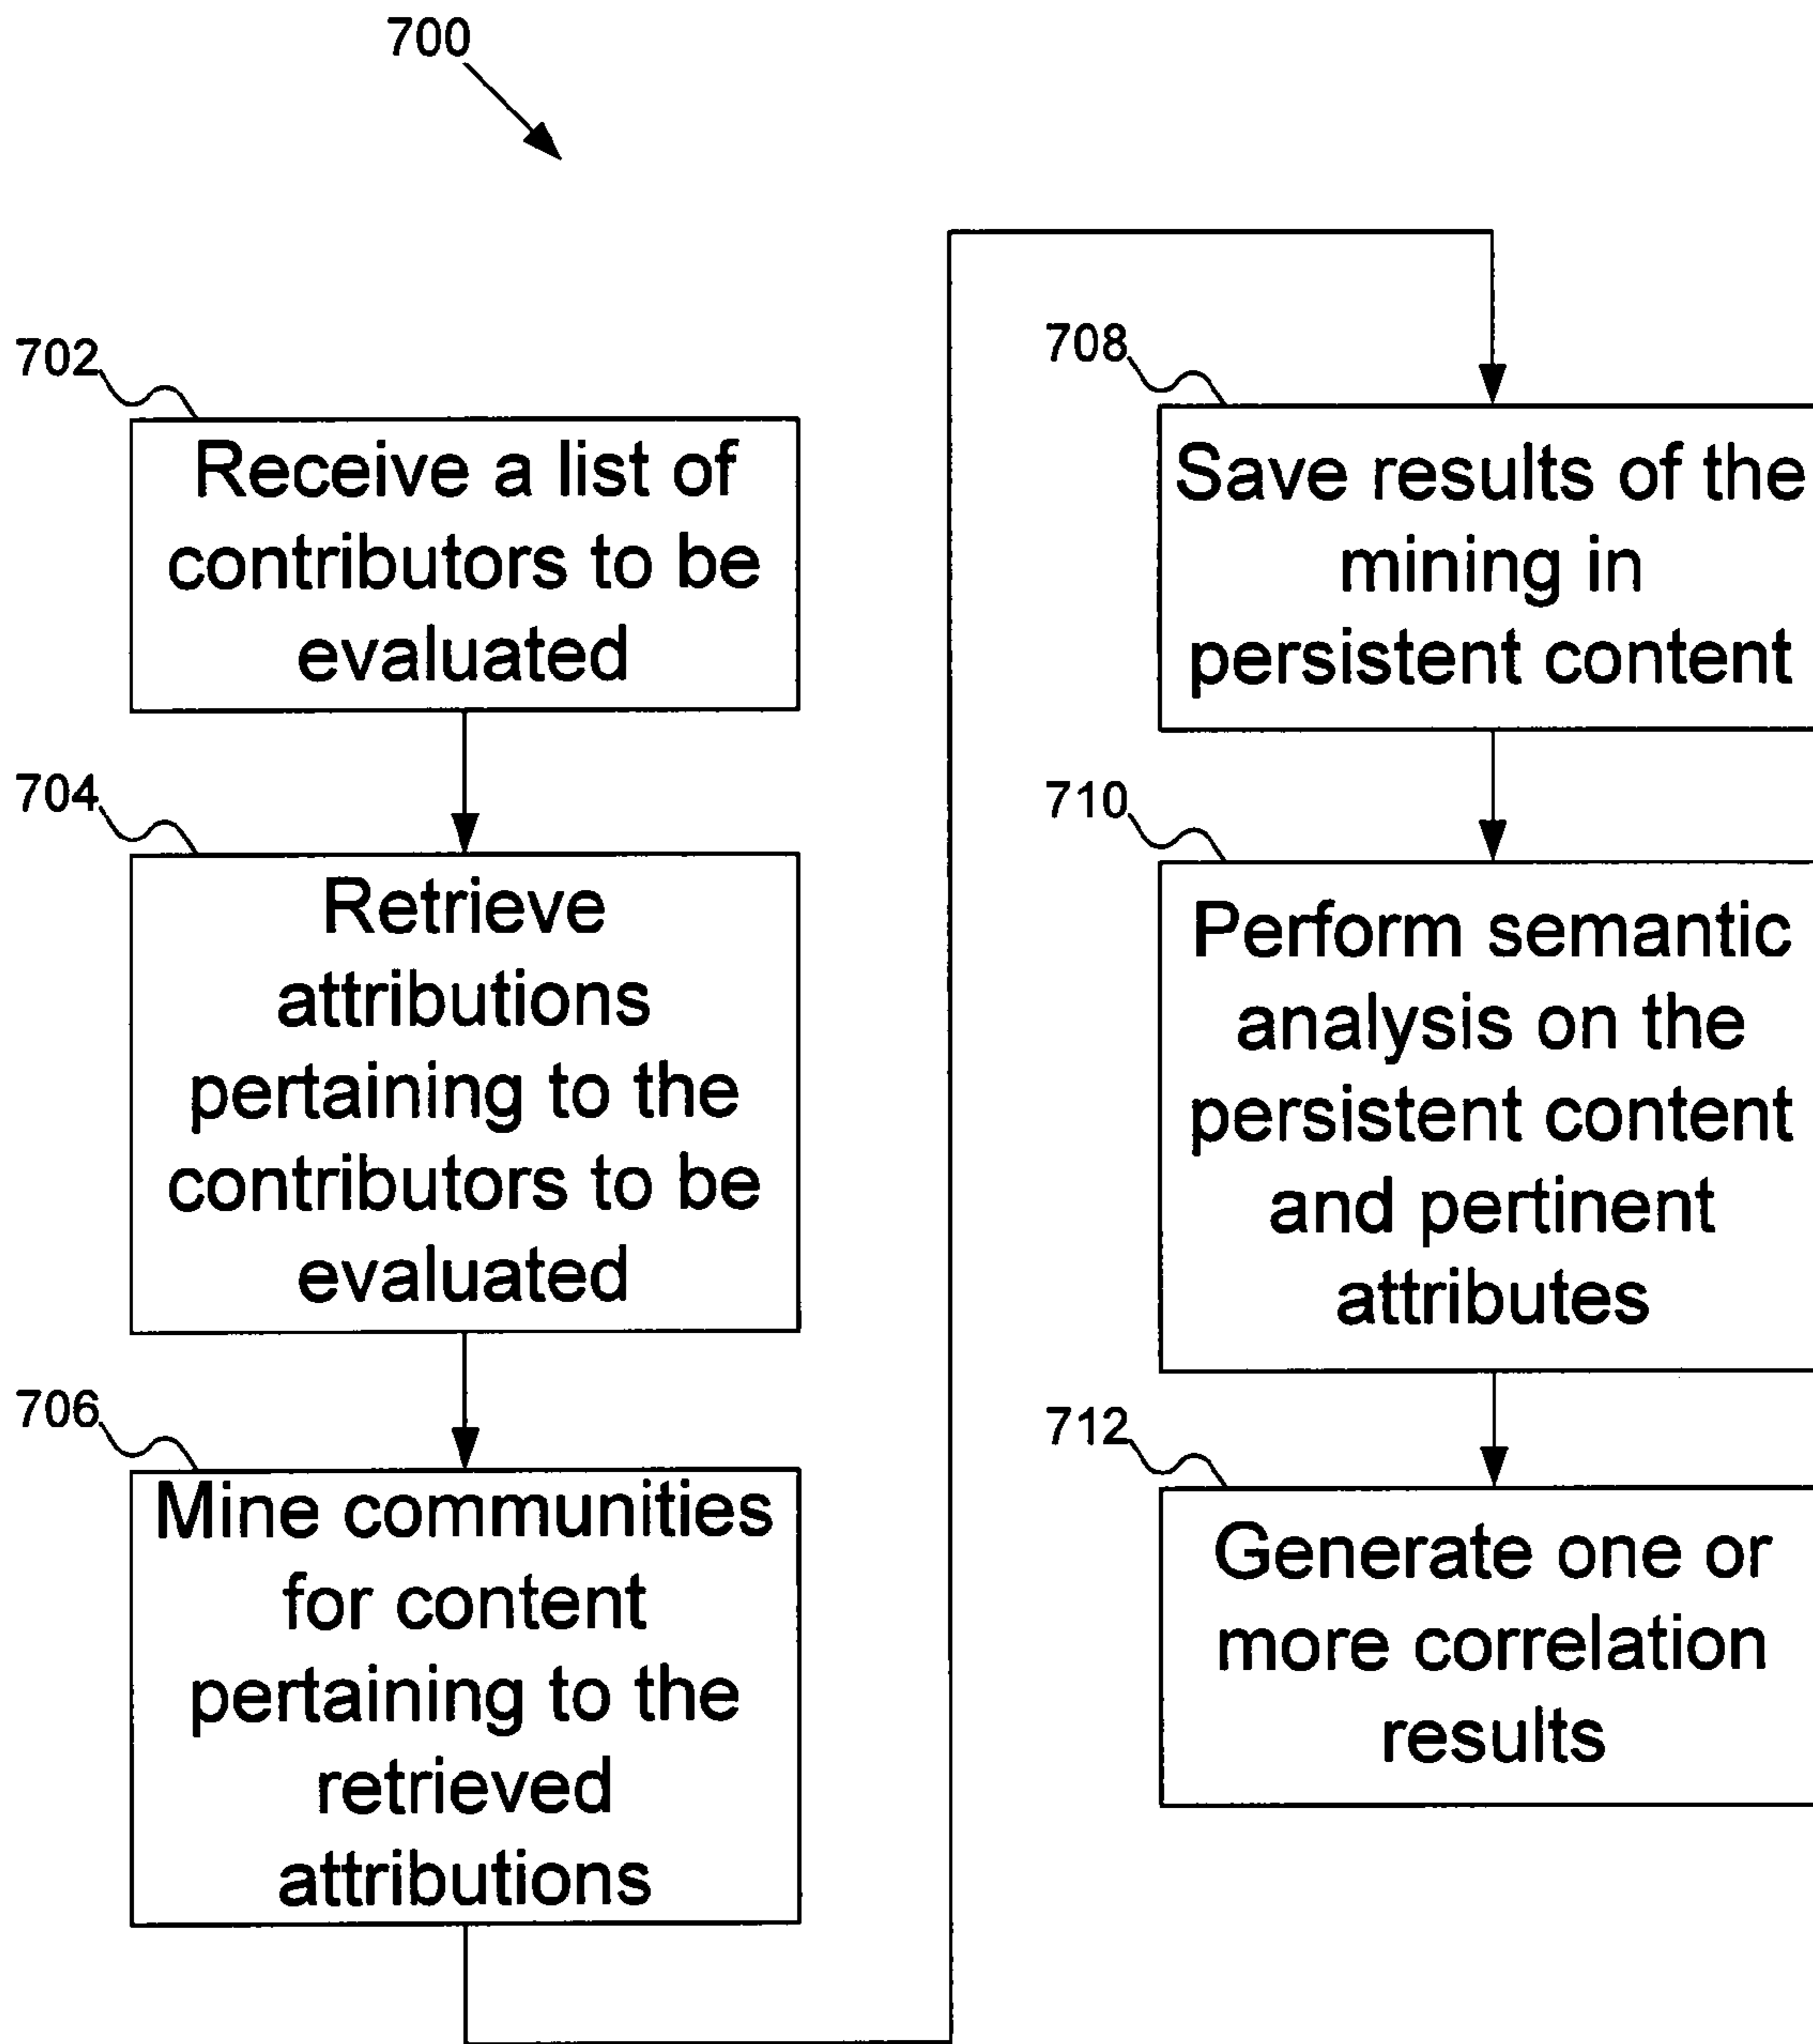 700
702
Receive a list of
contributors to be
evaluated
704
Retrieve
attributions
pertaining to the
contributors to be
evaluated
706
Mine communities
for content
pertaining to the
retrieved
attributions
708
Save results of the
mining in
persistent content
710
Perform semantic
analysis on the
persistent content
and pertinent
attributes
712
Generate one or
more correlation
results